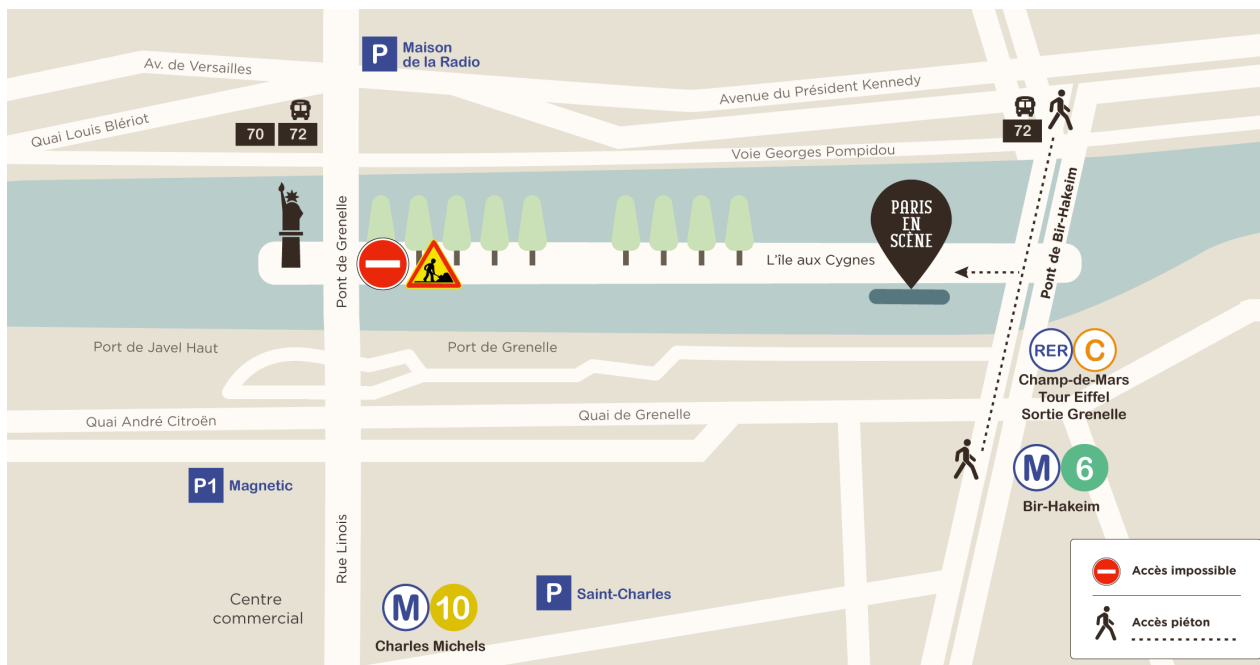 P
Maison
de la Radio
Av. de Versailles
Avenue du Président Kennedy
Quai Louis Blériot
70
72
72
Voie Georges Pompidou
Pont de Grenelle
PARIS
EN
SCÈNE
L'île aux Cygnes
Pont de Bir-Hakeim
Port de Javel Haut
Port de Grenelle
RER
C
Champ-de-Mars
Tour Eiffel
Sortie Grenelle
Quai André Citroën
Quai de Grenelle
P1
Magnetic
M
6
Bir-Hakeim
Rue Linois
Centre
commercial
M
10
Charles Michels
P
Saint-Charles
Accès impossible
Accès piéton